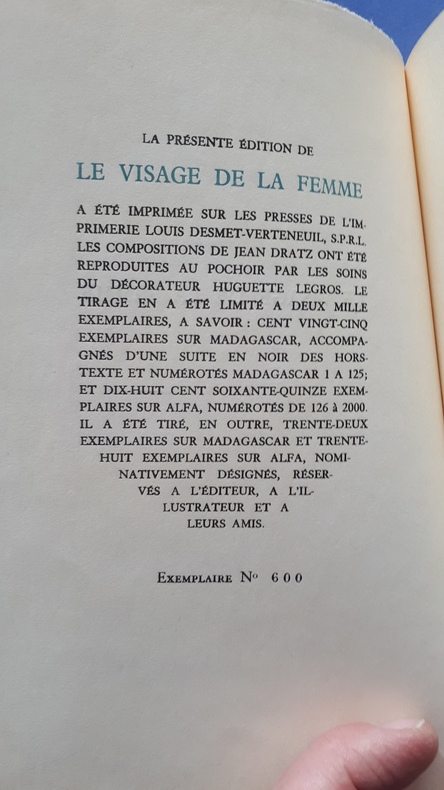 LA PRÉSENTE ÉDITION DE
LE VISAGE DE LA FEMME
A ÉTÉ IMPRIMÉE SUR LES PRESSES DE L'IM-
PRIMERIE LOUIS DESMET-VERTENEUIL, S.P.R.L.
LES COMPOSITIONS DE JEAN DRATZ ONT ÉTÉ
REPRODUITES AU POCHOIR PAR LES SOINS
DU DÉCORATEUR HUGUETTE LEGROS. LE
TIRAGE EN A ÉTÉ LIMITÉ A DEUX MILLE
EXEMPLAIRES, A SAVOIR : CENT VINGT-CINQ
EXEMPLAIRES SUR MADAGASCAR, ACCOMPA-
GNÉS D'UNE SUITE EN NOIR DES HORS-
TEXTE ET NUMÉROTÉS MADAGASCAR 1 A 125;
ET DIX-HUIT CENT SOIXANTE-QUINZE EXEM-
PLAIRES SUR ALFA, NUMÉROTÉS DE 126 à 2000.
IL A ÉTÉ TIRÉ, EN OUTRE, TRENTE-DEUX
EXEMPLAIRES SUR MADAGASCAR ET TRENTE-
HUIT EXEMPLAIRES SUR ALFA, NOMI-
NATIVEMENT DÉSIGNÉS, RÉSER-
VÉS A L'ÉDITEUR, A L'IL-
LUSTRATEUR ET A
LEURS AMIS.
EXEMPLAIRE Nº 600